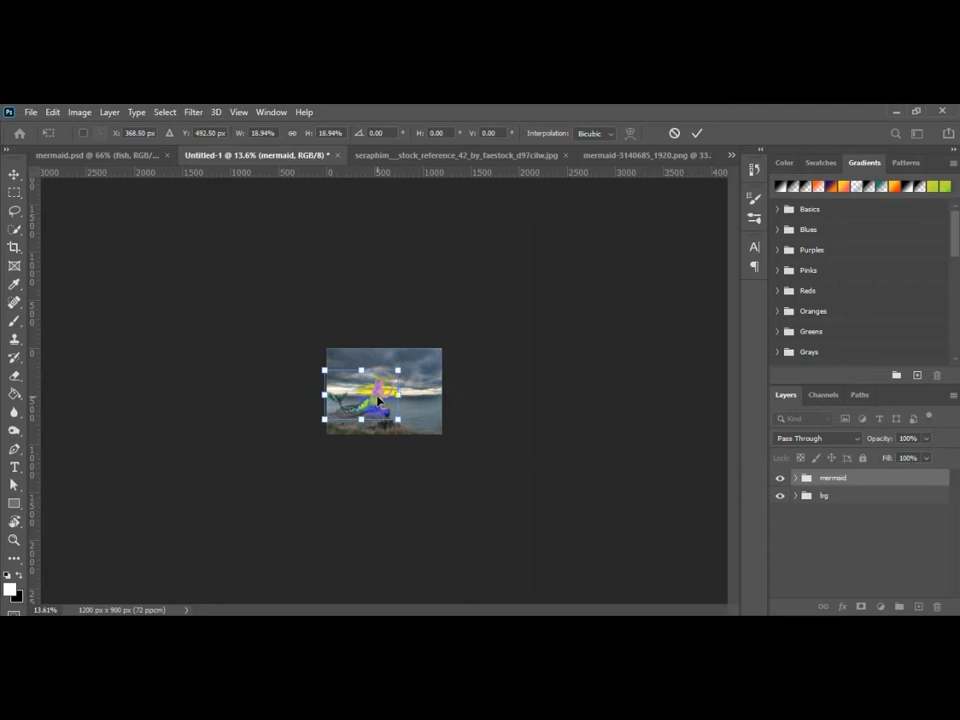 Ps File Edit Image Layer Type Select Filter 3D View Window Help
X: 368.50 px Y: 492.50 px W: 18.94% H: 18.94% 0.00 ° H: 0.00 ° V: 0.00 ° Interpolation: Bicubic
mermaid.psd @ 66% (fish, RGB/... × Untitled-1 @ 13.6% (mermaid, RGB/8) * × seraphim__stock_reference_42_by_faestock_d97cilw.jpg × mermaid-3140685_1920.png @ 33. »
3000 2500 2000 1500 1000 500 0 500 1000 1500 2000 2500 3000 3500 400
Color Swatches Gradients Patterns
Basics
Blues
Purples
Pinks
Reds
Oranges
Greens
Grays
Layers Channels Paths
Kind
Pass Through Opacity: 100%
Lock: Fill: 100%
mermaid
bg
13.61% 1200 px x 900 px (72 ppcm)